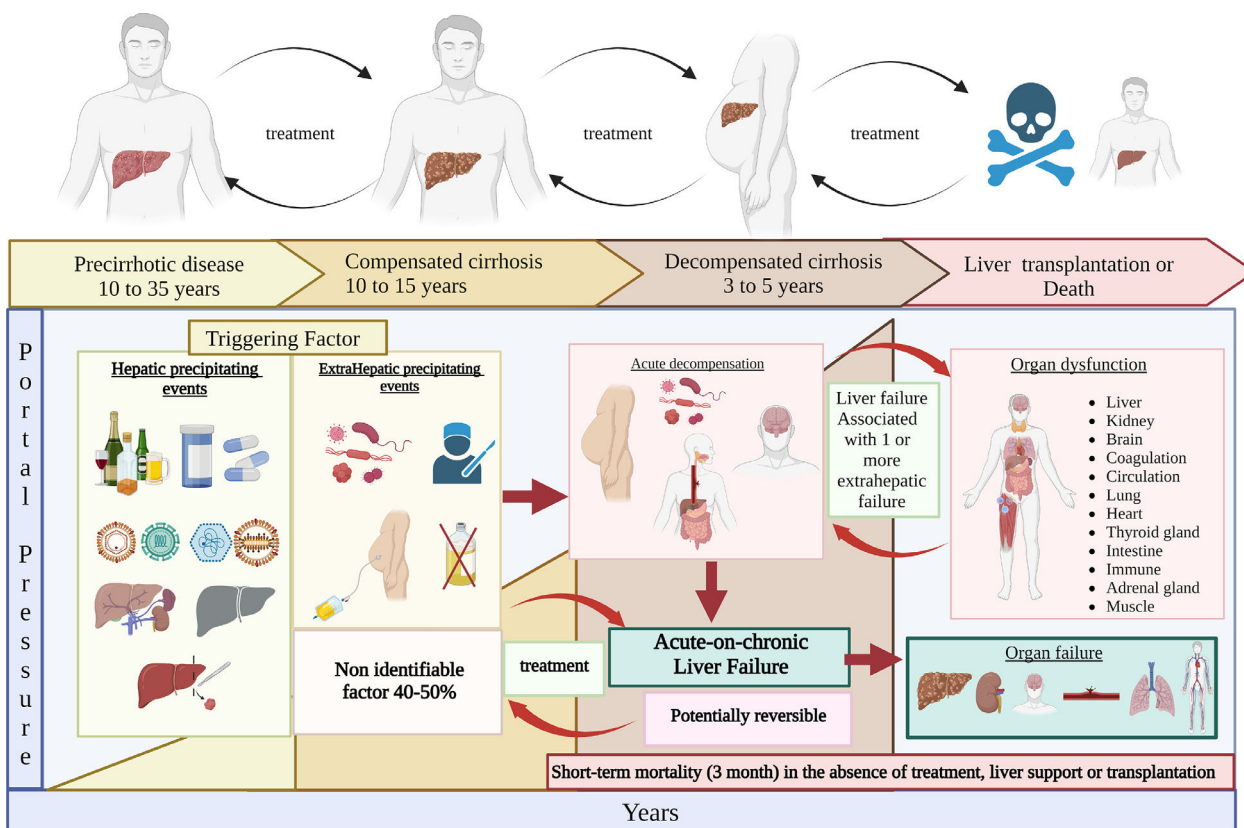 treatment
treatment
treatment
Precirrhotic disease
10 to 35 years
Compensated cirrhosis
10 to 15 years
Decompensated cirrhosis
3 to 5 years
Liver transplantation or
Death
Portal Pressure
Triggering Factor
Hepatic precipitating
events
ExtraHepatic precipitating
events
Non identifiable
factor 40-50%
Acute decompensation
Liver failure
Associated
with 1 or
more
extrahepatic
failure
Organ dysfunction
• Liver
• Kidney
• Brain
• Coagulation
• Circulation
• Lung
• Heart
• Thyroid gland
• Intestine
• Immune
• Adrenal gland
• Muscle
treatment
Acute-on-chronic
Liver Failure
Potentially reversible
Organ failure
Short-term mortality (3 month) in the absence of treatment, liver support or transplantation
Years